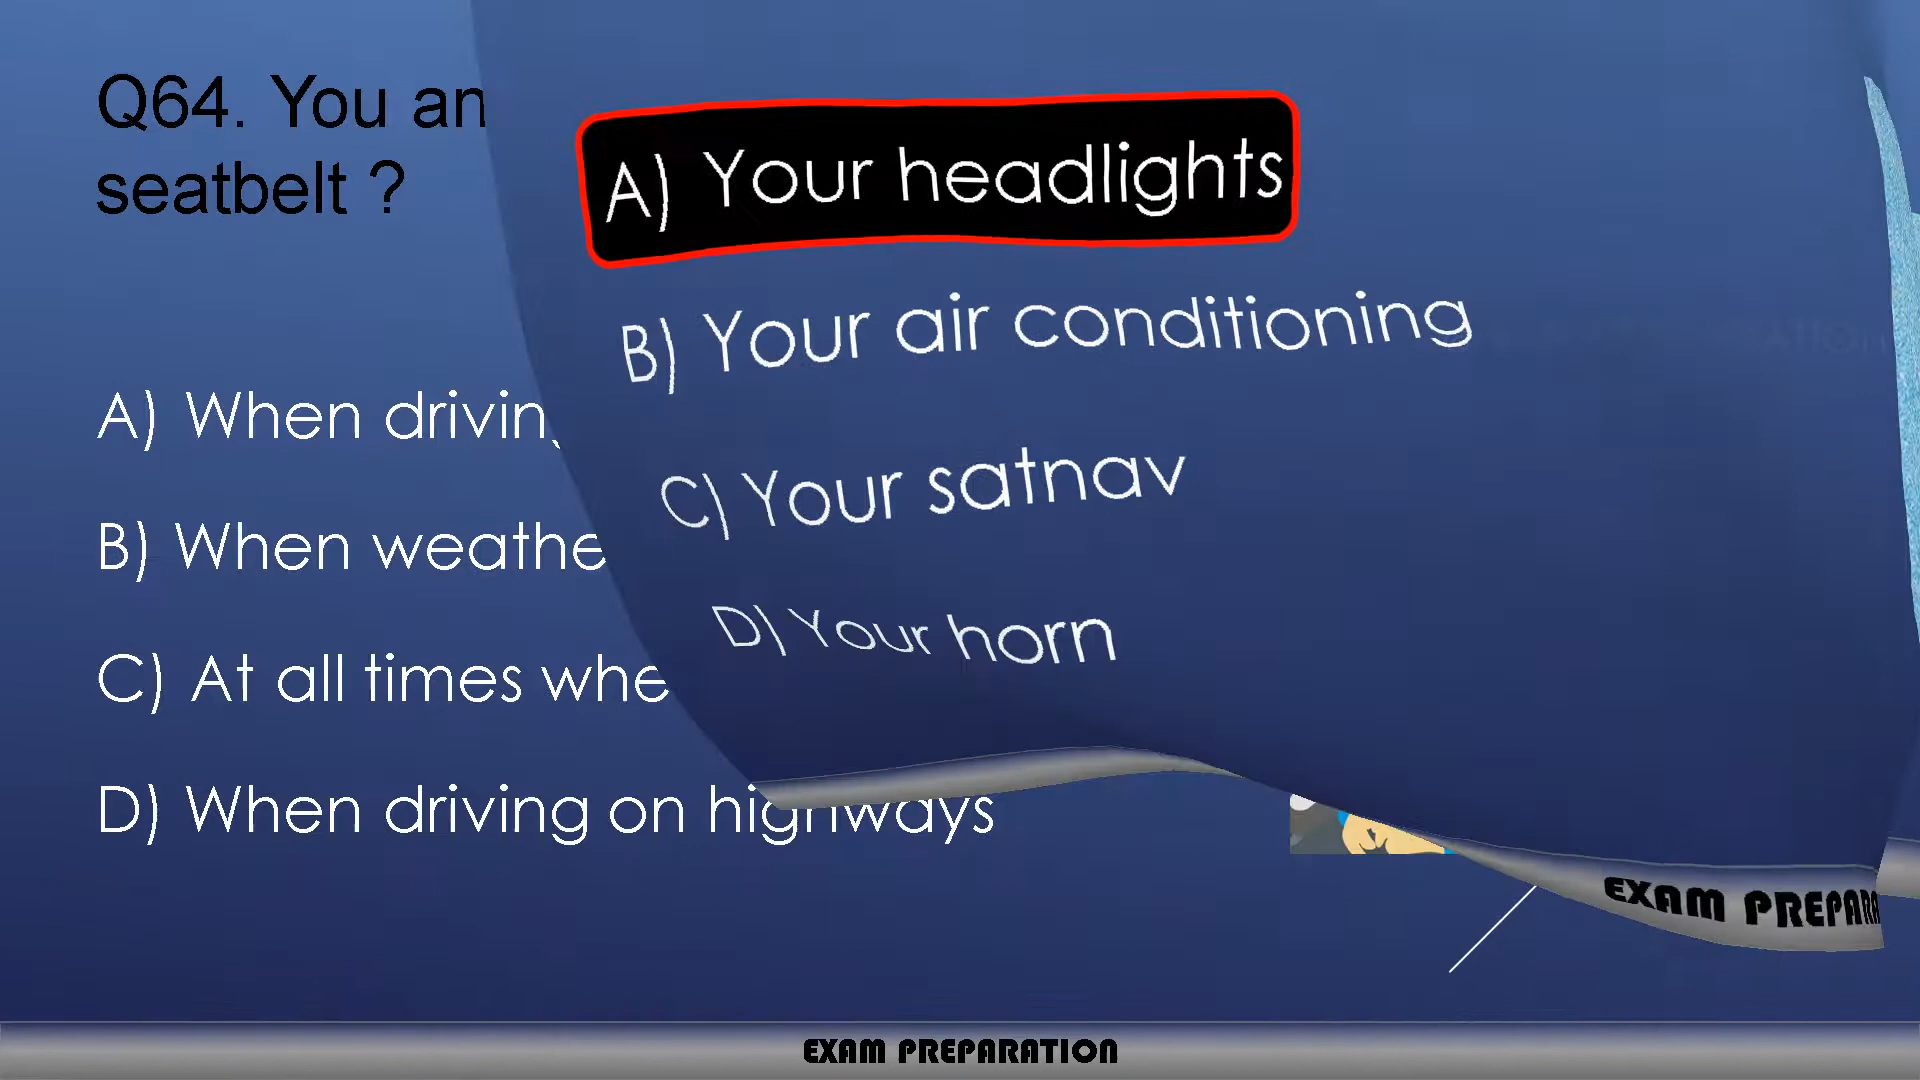 Q64. You an
seatbelt ?
A) When drivin
B) When weathe
C) At all times whe
D) When driving on highways
A) Your headlights
B) Your air conditioning
C) Your satnav
D) Your horn
EXAM PREPARA
EXAM PREPARATION